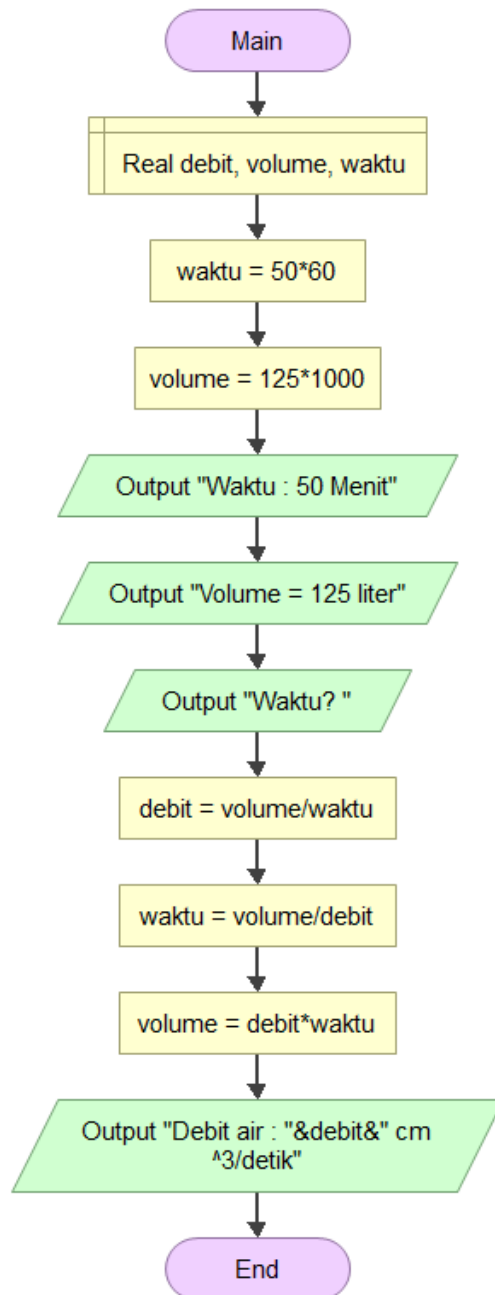 Main
Real debit, volume, waktu
waktu = 50*60
volume = 125*1000
Output "Waktu : 50 Menit"
Output "Volume = 125 liter"
Output "Waktu? "
debit = volume/waktu
waktu = volume/debit
volume = debit*waktu
Output "Debit air : "&debit&" cm
^3/detik"
End